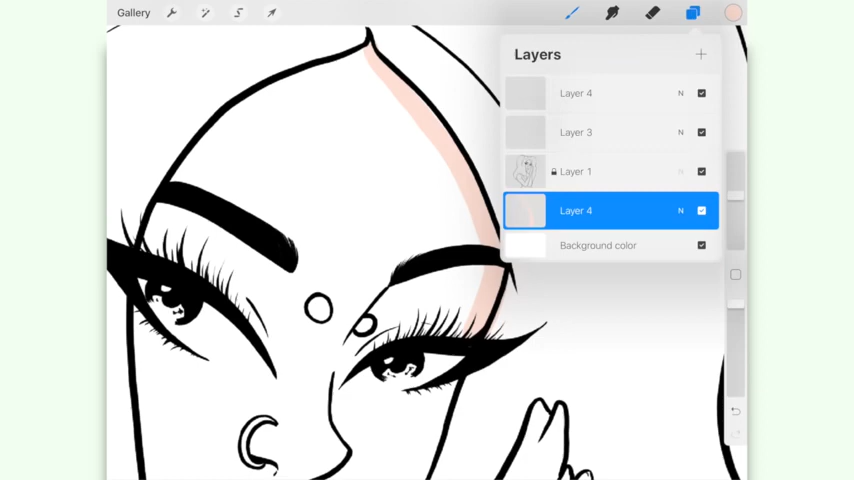 Gallery
Layers
Layer 4 N
Layer 3 N
Layer 1
Layer 4 N
Background color